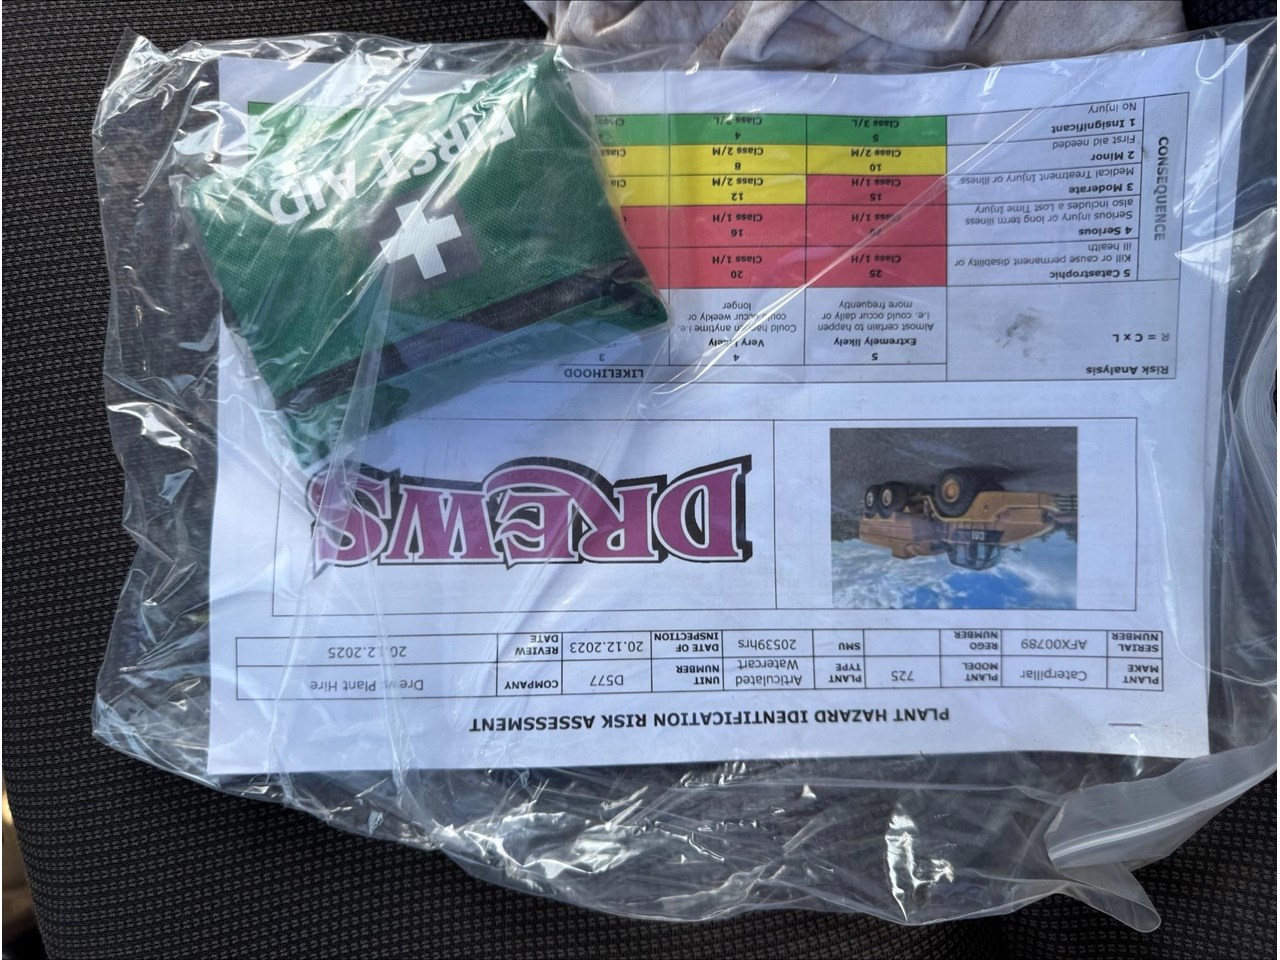 PLANT HAZARD IDENTIFICATION RISK ASSESSMENT
PLANT MAKE Caterpillar PLANT MODEL 725 PLANT TYPE Articulated Watercart UNIT NUMBER D577 COMPANY Drews Plant Hire
SERIAL NUMBER AFX00789 REGO NUMBER SMU 20539hrs DATE OF INSPECTION 20.12.2023 REVIEW DATE 20.12.2025
CAT
DREWS
Risk Analysis
LIKELIHOOD
R = C x L
5 4 3
Extremely likely
Almost certain to happen
i.e. could occur daily or
more frequently
Very Likely
Could happen anytime i.e.
could occur weekly or
longer
CONSEQUENCE
5 Catastrophic
Kill or cause permanent disability or
ill health
25 20
Class 1/H Class 1/H
4 Serious
Serious long term illness or injury
also includes a Lost Time Injury
16
Class 1/H Class 1/H
3 Moderate
Medical Treatment Injury or illness
15 12
Class 1/H Class 2/M
2 Minor
First aid needed
10 8
Class 2/M Class 2/M
1 Insignificant
No injury
5 4
Class 3/L Class 3/L
FIRST AID